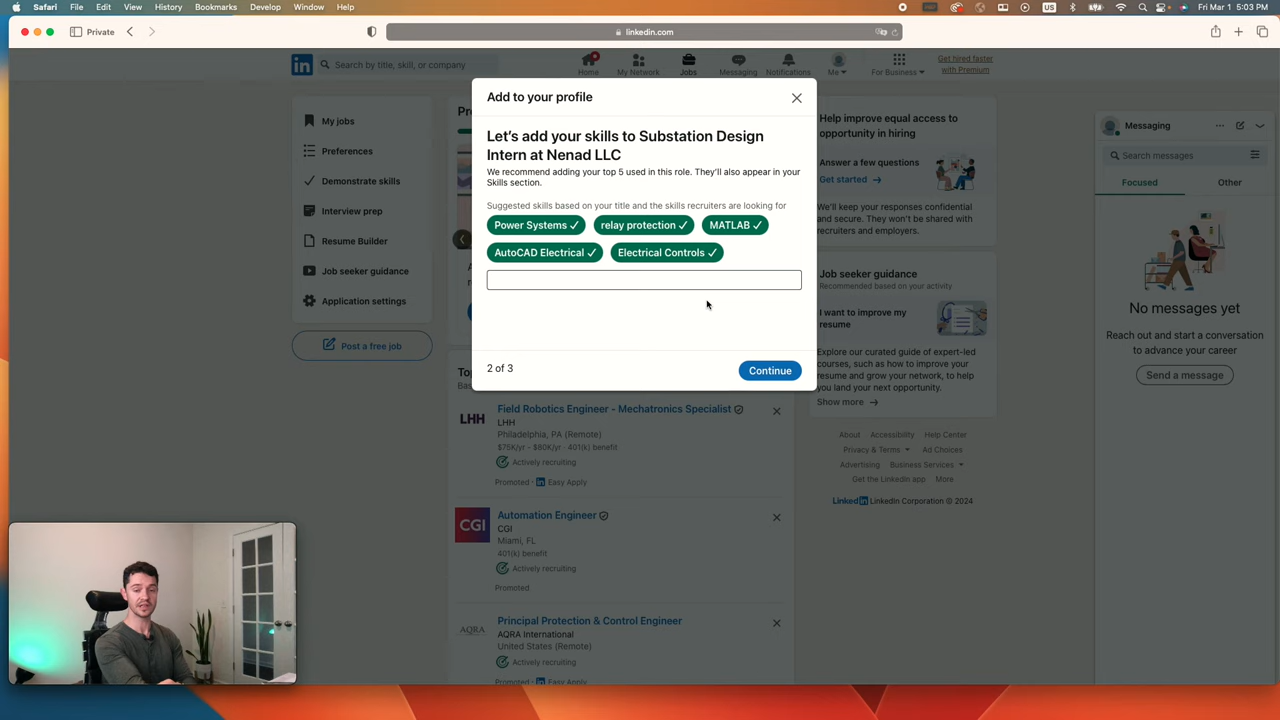 Safari File Edit View History Bookmarks Develop Window Help
US
Fri Mar 1 5:03 PM
Private
linkedin.com
in
Search by title, skill, or company
Home
My Network
Jobs
Messaging
Notifications
Me
For Business
Get hired faster
with Premium
My jobs
Preferences
Demonstrate skills
Interview prep
Resume Builder
Job seeker guidance
Application settings
Post a free job
Add to your profile
Let's add your skills to Substation Design
Intern at Nenad LLC
We recommend adding your top 5 used in this role. They'll also appear in your
Skills section.
Suggested skills based on your title and the skills recruiters are looking for
Power Systems ✓
relay protection ✓
MATLAB ✓
AutoCAD Electrical ✓
Electrical Controls ✓
2 of 3
Continue
LHH
Field Robotics Engineer - Mechatronics Specialist
LHH
Philadelphia, PA (Remote)
$75K/yr - $80K/yr · 401(k) benefit
Actively recruiting
Promoted · in Easy Apply
CGI
Automation Engineer
CGI
Miami, FL
401(k) benefit
Actively recruiting
Promoted
AQRA
Principal Protection & Control Engineer
AQRA International
United States (Remote)
Actively recruiting
Promoted · in Easy Apply
Help improve equal access to
opportunity in hiring
Answer a few questions
Get started →
We'll keep your responses confidential
and secure. They won't be shared with
recruiters and employers.
Job seeker guidance
Recommended based on your activity
I want to improve my
resume
Explore our curated guide of expert-led
courses, such as how to improve your
resume and grow your network, to help
you land your next opportunity.
Show more →
About Accessibility Help Center
Privacy & Terms Ad Choices
Advertising Business Services
Get the LinkedIn app More
LinkedIn LinkedIn Corporation © 2024
Messaging
Search messages
Focused
Other
No messages yet
Reach out and start a conversation
to advance your career
Send a message